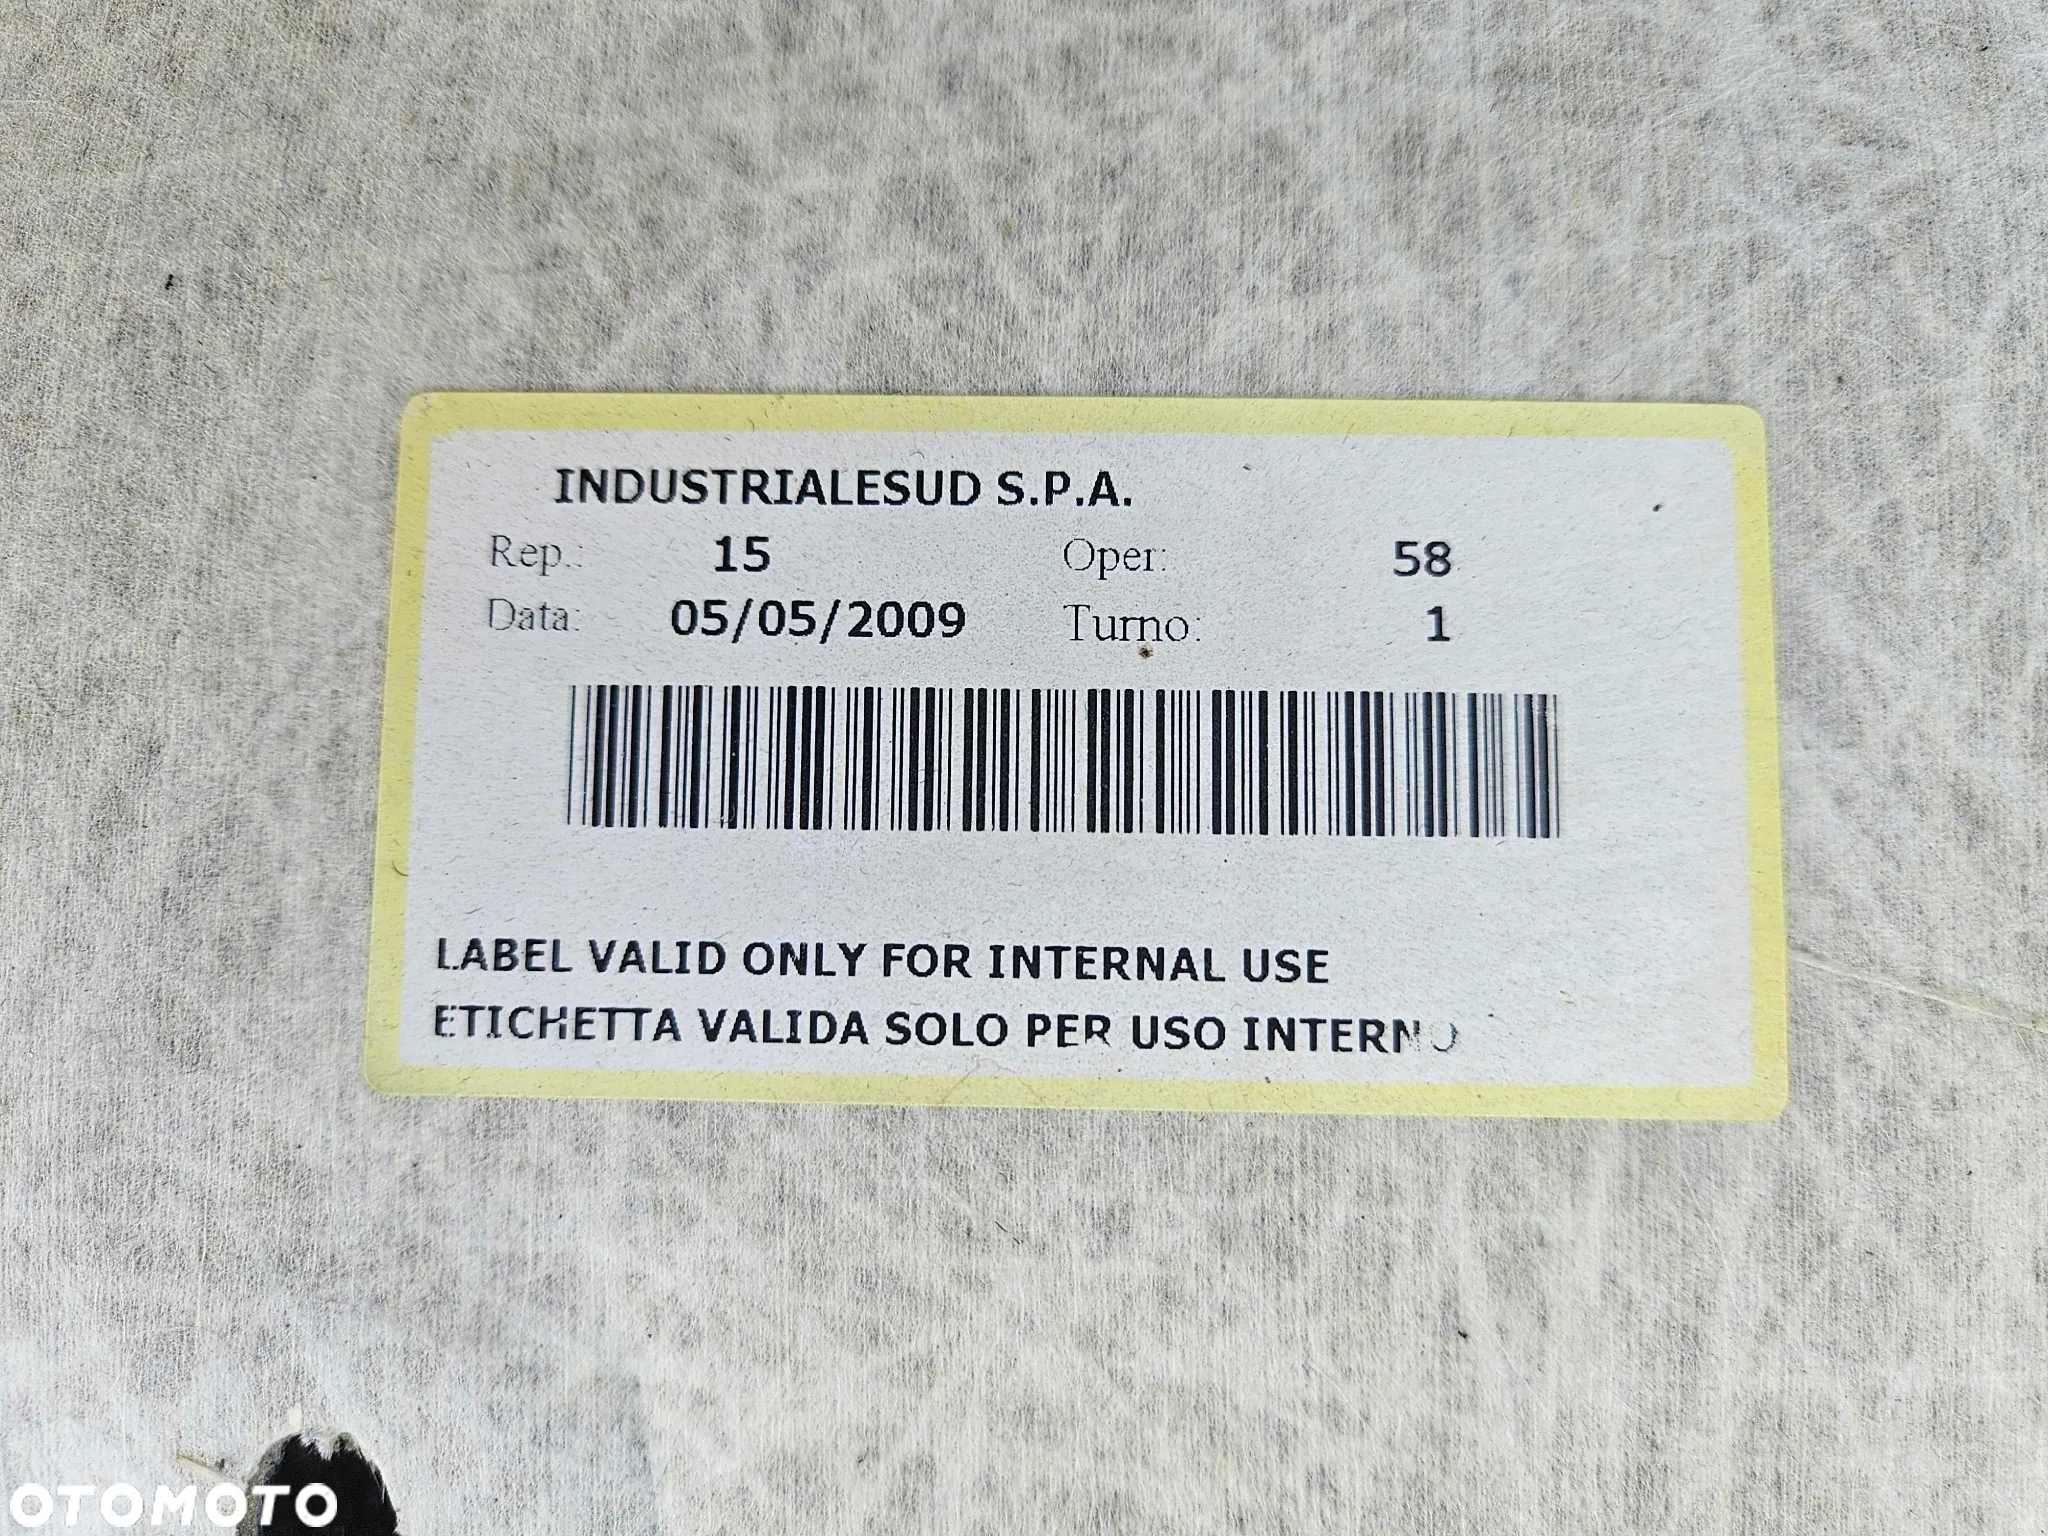 INDUSTRIALESUD S.P.A.
Rep.: 15 Oper: 58
Data: 05/05/2009 Turno: 1
LABEL VALID ONLY FOR INTERNAL USE
ETICHETTA VALIDA SOLO PER USO INTERNO
OTOMOTO